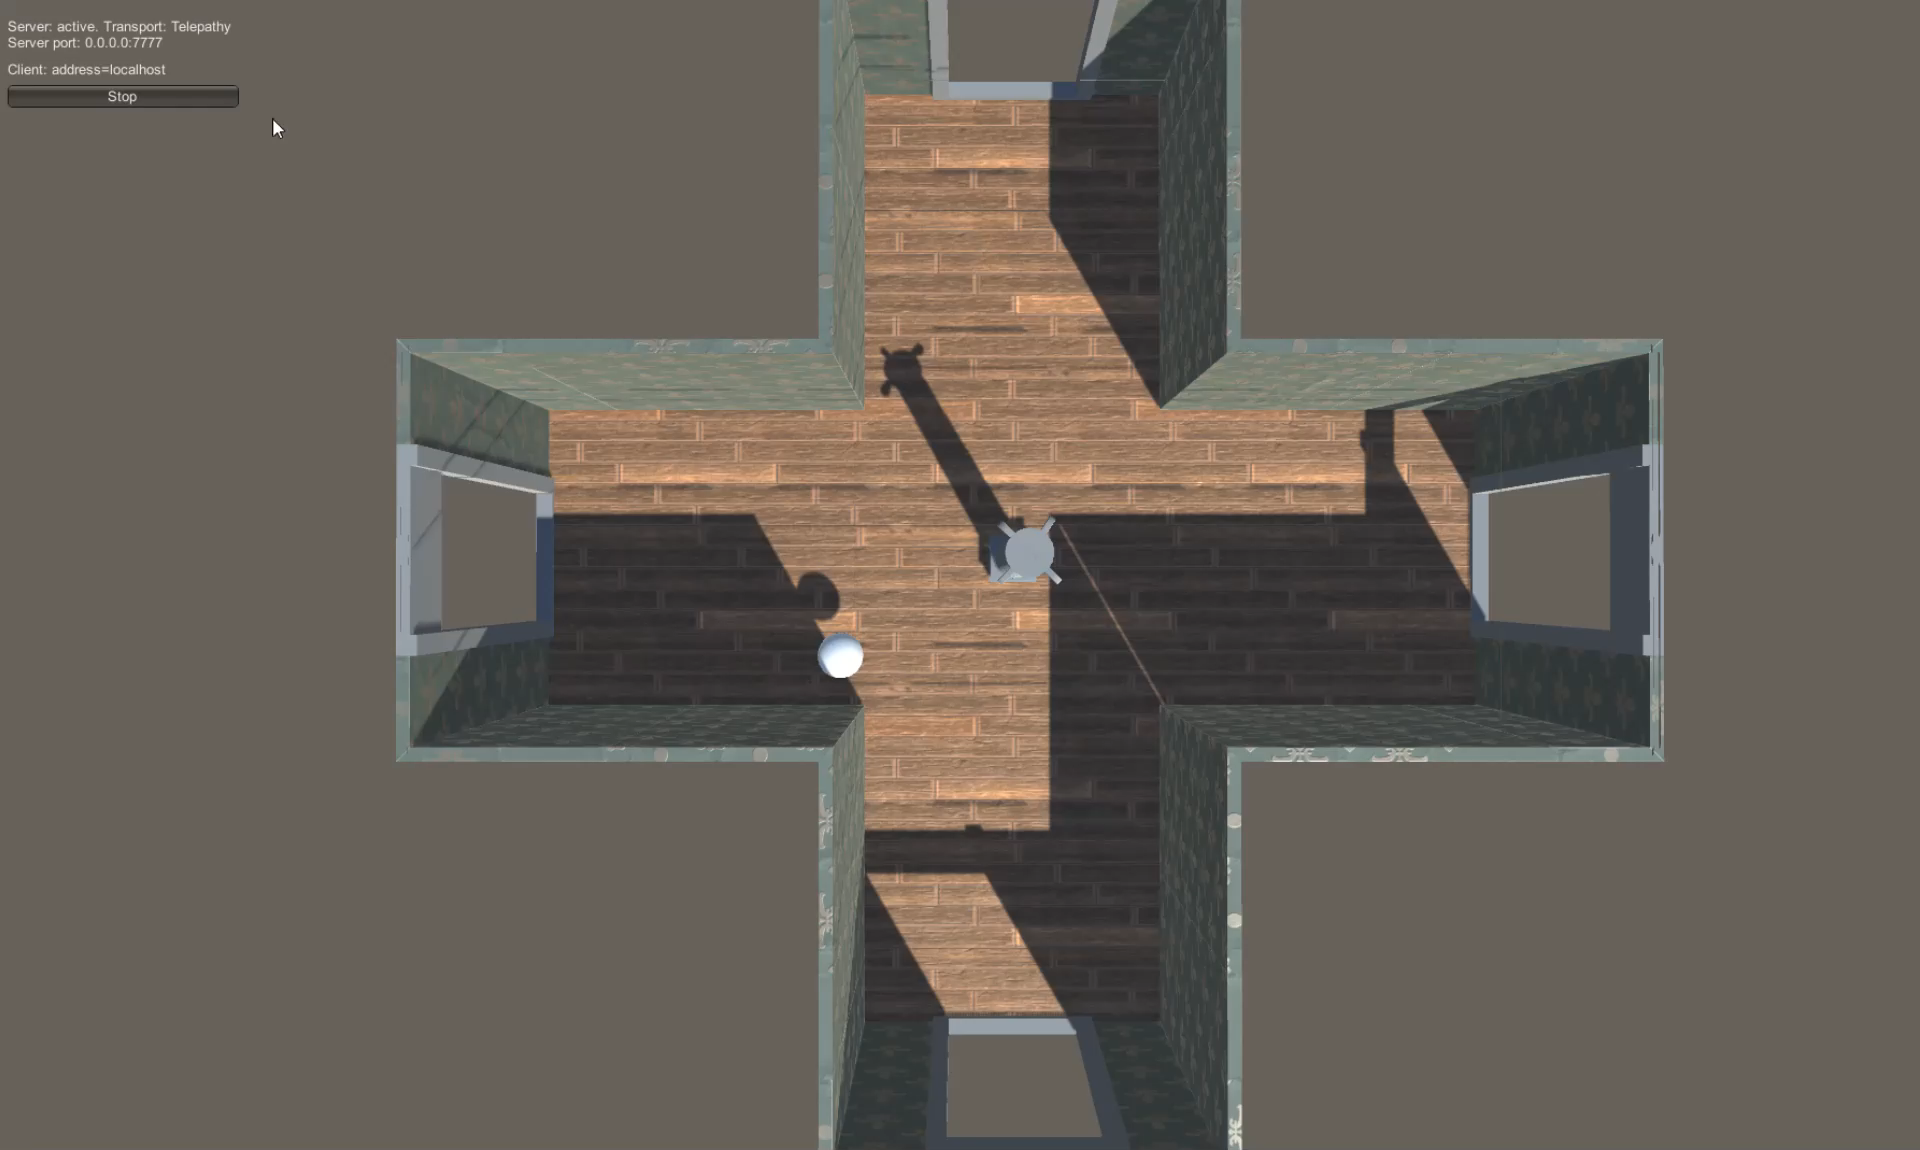 Server: active. Transport: Telepathy
Server port: 0.0.0.0:7777
Client: address=localhost
Stop